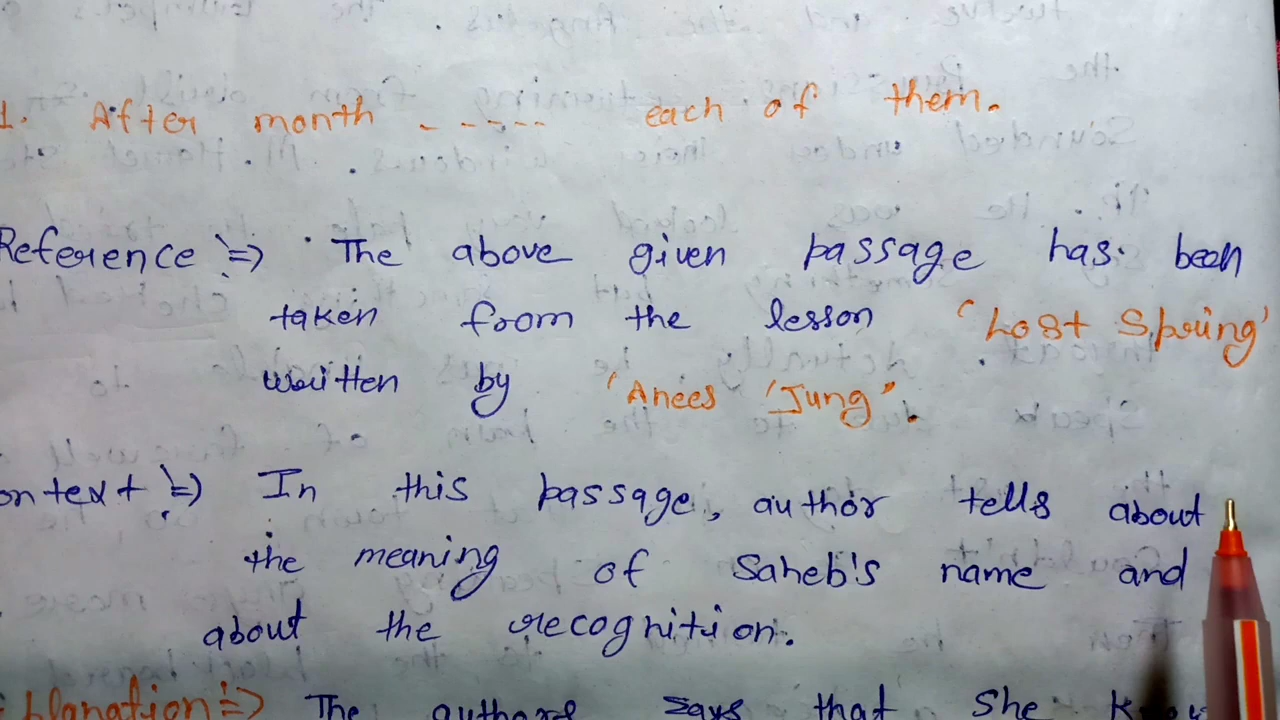 1. After month ----- each of them.
Reference :⇒ The above given passage has been
taken from the lesson 'Lost Spring'
written by 'Anees 'Jung".
ontext :⇒ In this passage, author tells about
the meaning of Saheb's name and
about the recognition.
planation :⇒ The authors says that she